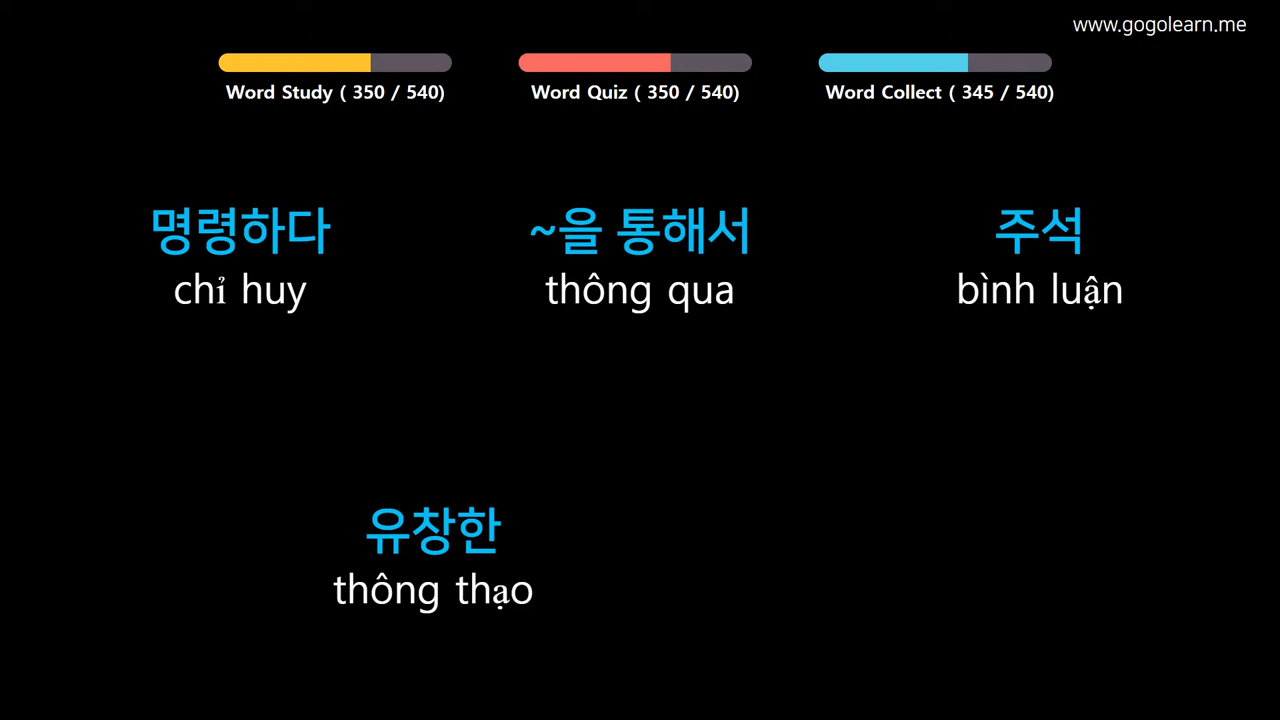 www.gogolearn.me
Word Study ( 350 / 540)
Word Quiz ( 350 / 540)
Word Collect ( 345 / 540)
명령하다
chỉ huy
~을 통해서
thông qua
주석
bình luận
유창한
thông thạo